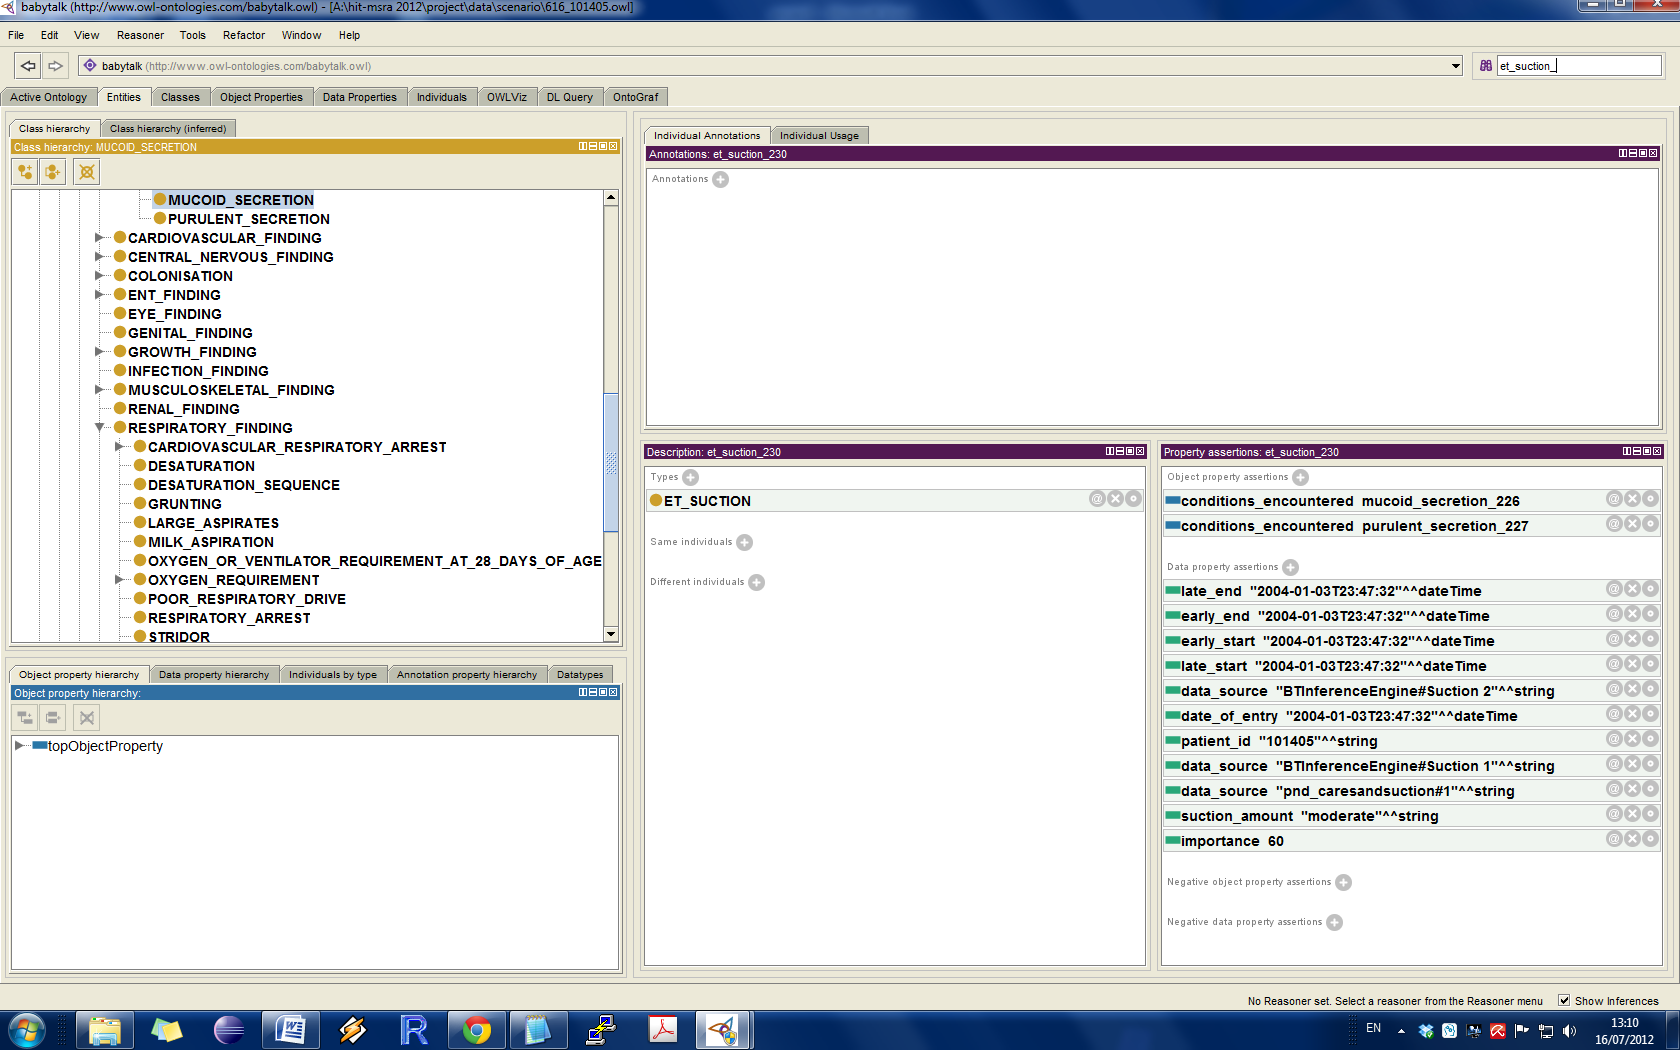 babytalk (http://www.owl-ontologies.com/babytalk.owl) - [A:\hit-msra 2012\project\data\scenario\616_101405.owl]
File Edit View Reasoner Tools Refactor Window Help
babytalk (http://www.owl-ontologies.com/babytalk.owl)
et_suction_
Active Ontology Entities Classes Object Properties Data Properties Individuals OWLViz DL Query OntoGraf
Class hierarchy Class hierarchy (inferred)
Class hierarchy: MUCOID_SECRETION
MUCOID_SECRETION
PURULENT_SECRETION
CARDIOVASCULAR_FINDING
CENTRAL_NERVOUS_FINDING
COLONISATION
ENT_FINDING
EYE_FINDING
GENITAL_FINDING
GROWTH_FINDING
INFECTION_FINDING
MUSCULOSKELETAL_FINDING
RENAL_FINDING
RESPIRATORY_FINDING
CARDIOVASCULAR_RESPIRATORY_ARREST
DESATURATION
DESATURATION_SEQUENCE
GRUNTING
LARGE_ASPIRATES
MILK_ASPIRATION
OXYGEN_OR_VENTILATOR_REQUIREMENT_AT_28_DAYS_OF_AGE
OXYGEN_REQUIREMENT
POOR_RESPIRATORY_DRIVE
RESPIRATORY_ARREST
STRIDOR
Object property hierarchy Data property hierarchy Individuals by type Annotation property hierarchy Datatypes
Object property hierarchy:
topObjectProperty
Individual Annotations Individual Usage
Annotations: et_suction_230
Annotations
Description: et_suction_230
Types
ET_SUCTION
Same individuals
Different individuals
Property assertions: et_suction_230
Object property assertions
conditions_encountered mucoid_secretion_226
conditions_encountered purulent_secretion_227
Data property assertions
late_end "2004-01-03T23:47:32"^^dateTime
early_end "2004-01-03T23:47:32"^^dateTime
early_start "2004-01-03T23:47:32"^^dateTime
late_start "2004-01-03T23:47:32"^^dateTime
data_source "BTInferenceEngine#Suction 2"^^string
date_of_entry "2004-01-03T23:47:32"^^dateTime
patient_id "101405"^^string
data_source "BTInferenceEngine#Suction 1"^^string
data_source "pnd_caresandsuction#1"^^string
suction_amount "moderate"^^string
importance 60
Negative object property assertions
Negative data property assertions
No Reasoner set. Select a reasoner from the Reasoner menu Show Inferences
EN
13:10
16/07/2012